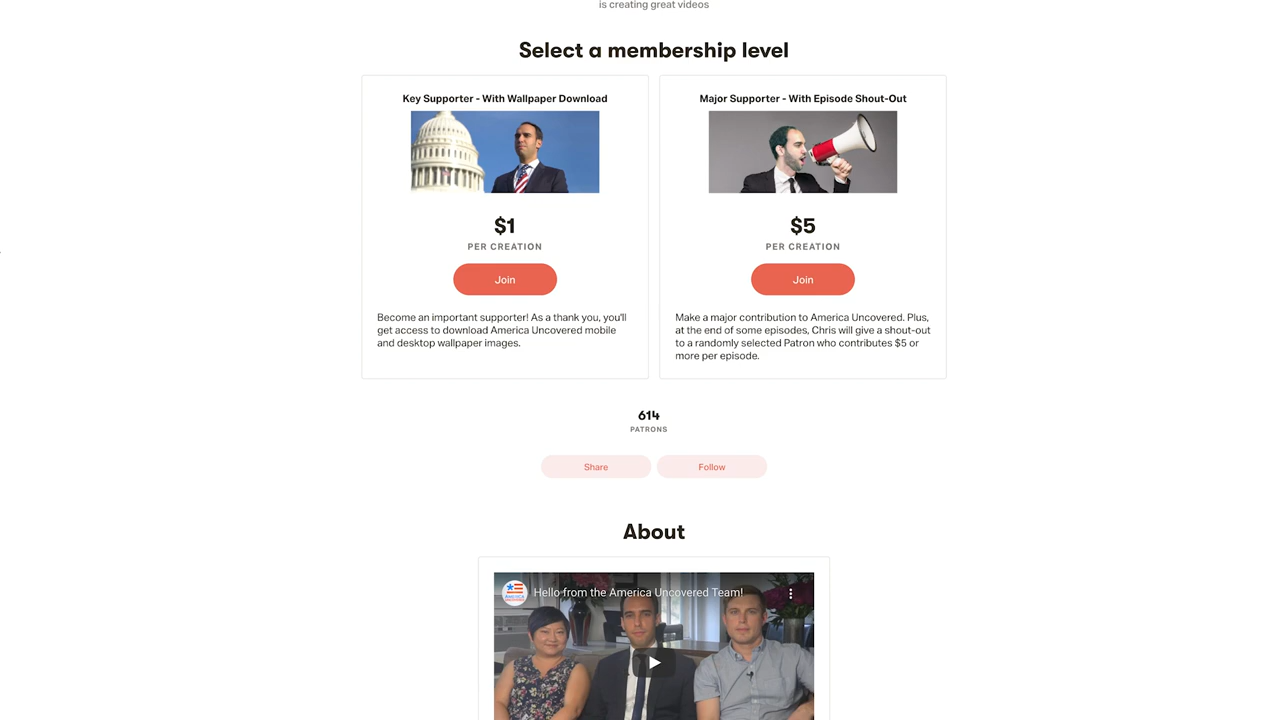 is creating great videos
Select a membership level
Key Supporter - With Wallpaper Download
$1
PER CREATION
Join
Become an important supporter! As a thank you, you'll
get access to download America Uncovered mobile
and desktop wallpaper images.
Major Supporter - With Episode Shout-Out
$5
PER CREATION
Join
Make a major contribution to America Uncovered. Plus,
at the end of some episodes, Chris will give a shout-out
to a randomly selected Patron who contributes $5 or
more per episode.
614
PATRONS
Share
Follow
About
Hello from the America Uncovered Team!